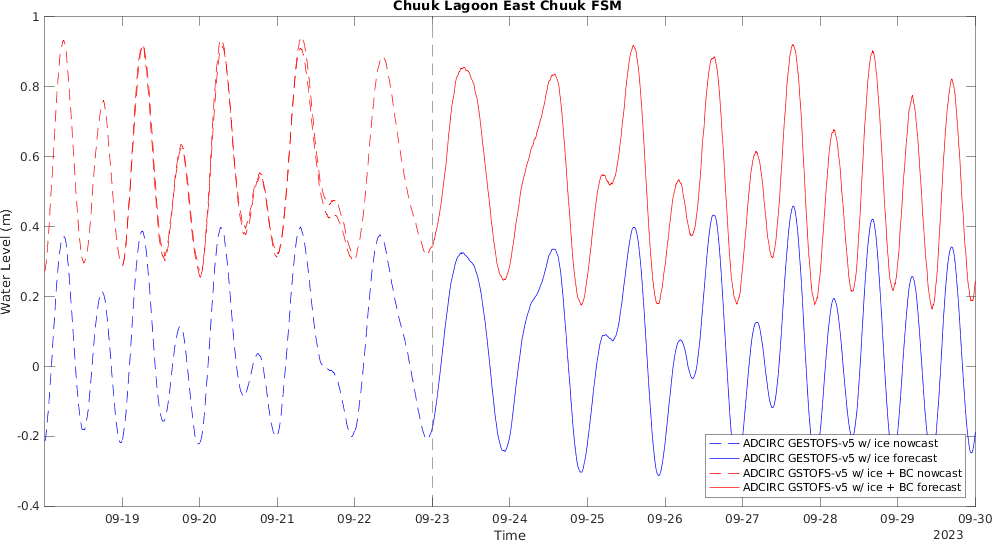 Chuuk Lagoon East Chuuk FSM
Water Level (m)
1
0.8
0.6
0.4
0.2
0
-0.2
-0.4
ADCIRC GESTOFS-v5 w/ ice nowcast
ADCIRC GESTOFS-v5 w/ ice forecast
ADCIRC GSTOFS-v5 w/ ice + BC nowcast
ADCIRC GSTOFS-v5 w/ ice + BC forecast
09-19 09-20 09-21 09-22 09-23 09-24 09-25 09-26 09-27 09-28 09-29 09-30
Time
2023